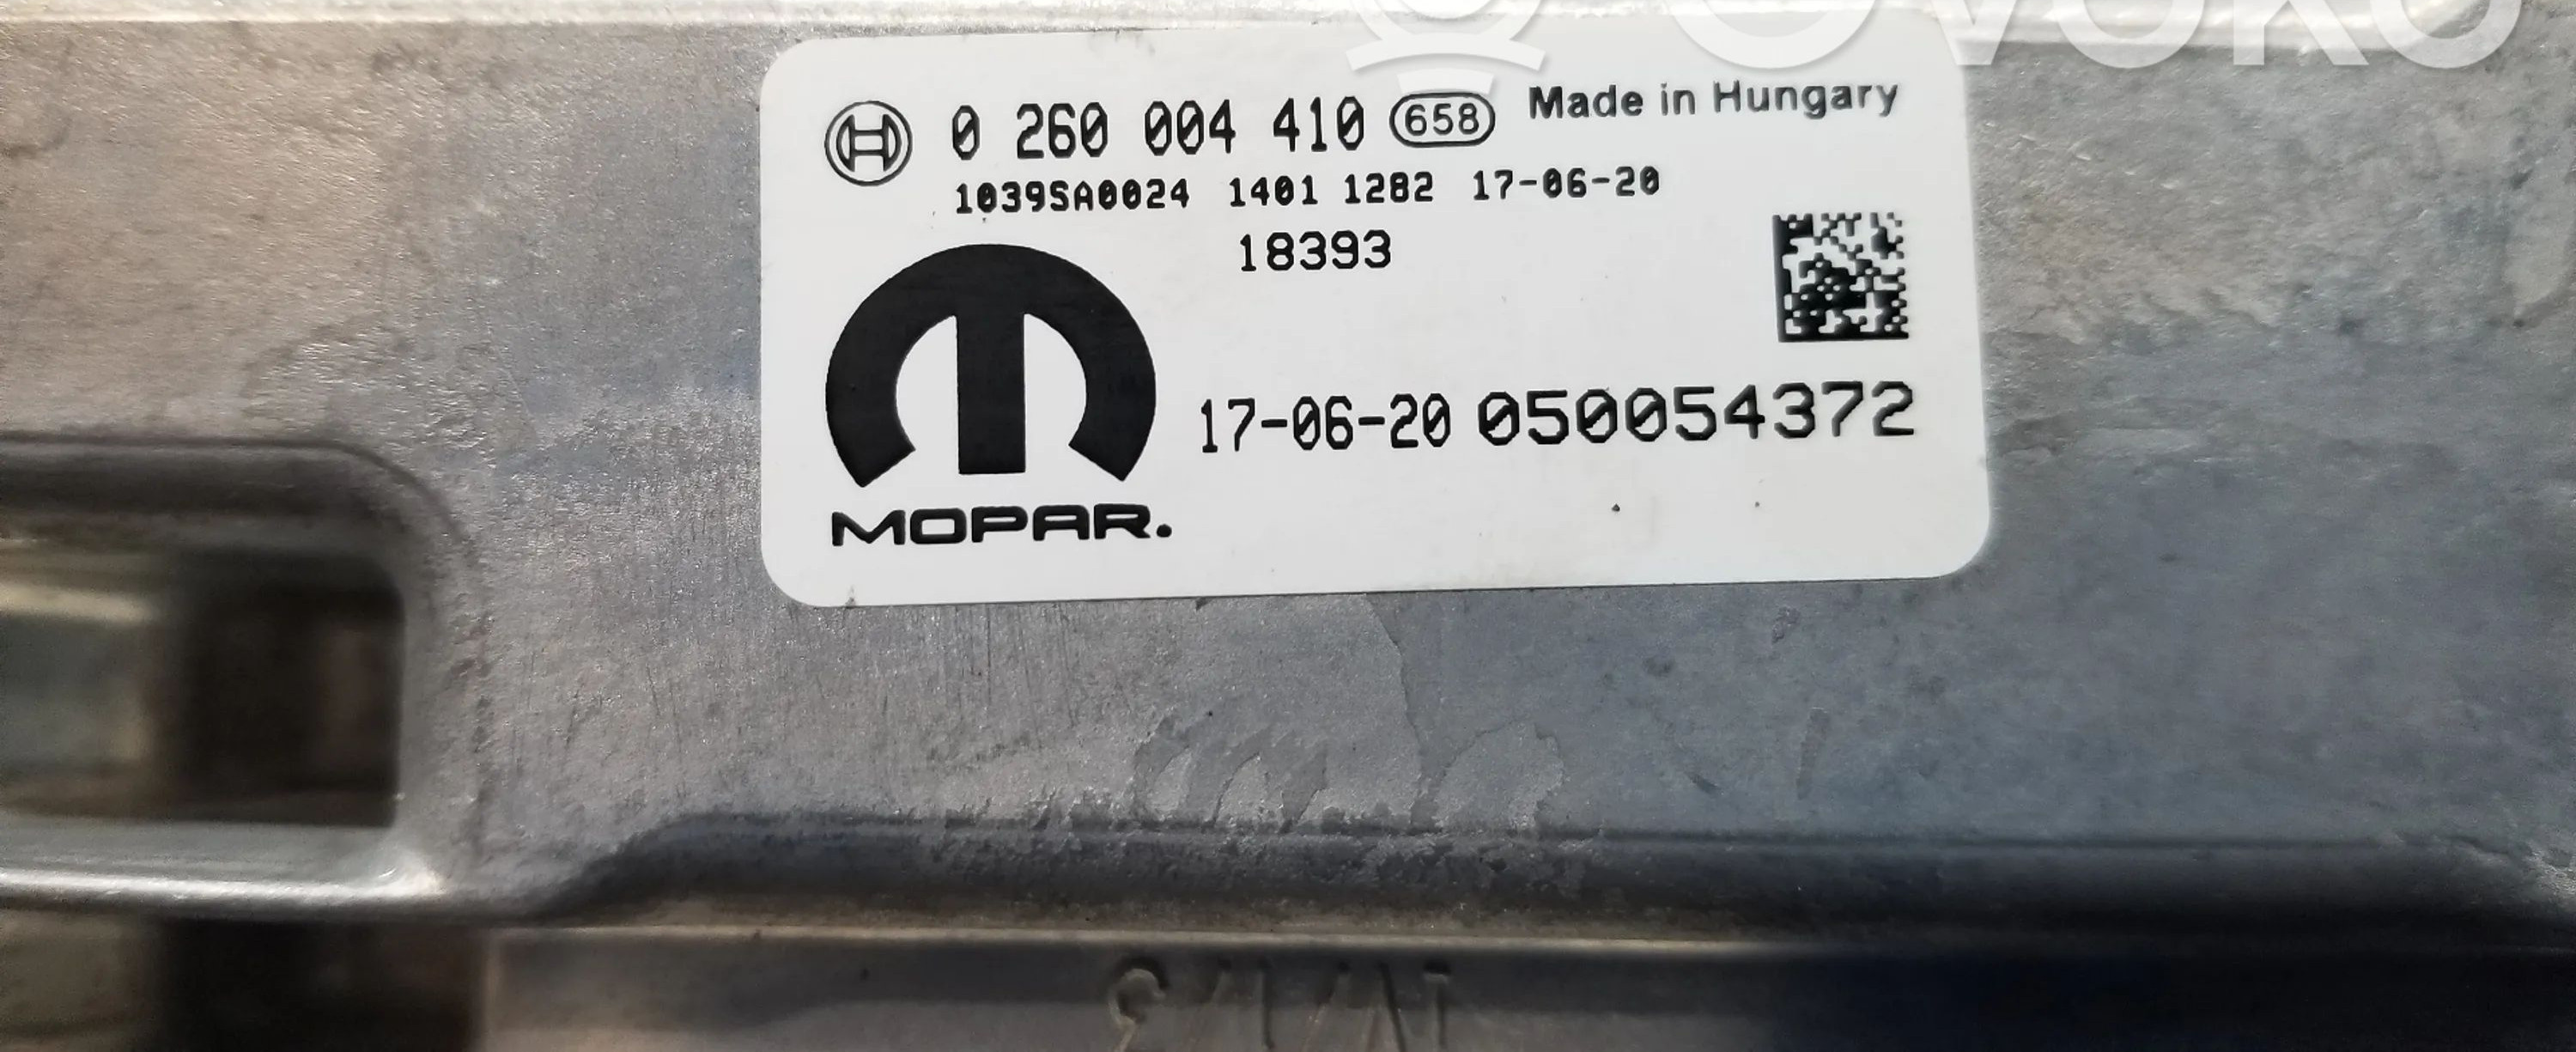 OVOKO
0 260 004 410 658 Made in Hungary
1039SA0024 1401 1282 17-06-20
18393
17-06-20 050054372
MOPAR.